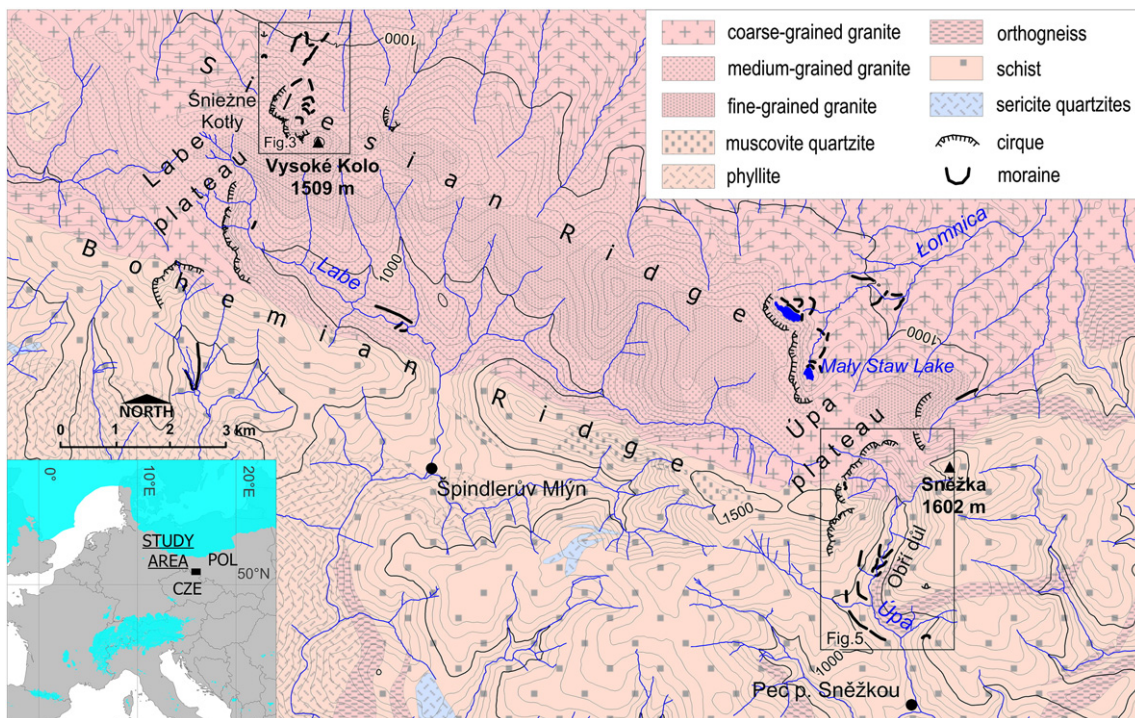 coarse-grained granite
medium-grained granite
fine-grained granite
muscovite quartzite
phyllite
orthogneiss
schist
sericite quartzites
cirque
moraine
1000
Śnieżne
Kotły
Fig.3
Vysoké Kolo
1509 m
Silesian Ridge
Labe
plateau
Bohemian Ridge
Labe
1000
Łomnica
1000
Mały Staw Lake
Úpa
plateau
NORTH
0 1 2 3 km
Špindlerův Mlýn
1500
Sněžka
1602 m
Obří důl
Úpa
Fig.5
1000
Pec p. Sněžkou
0°
10°E
20°E
STUDY
AREA
POL
CZE
50°N